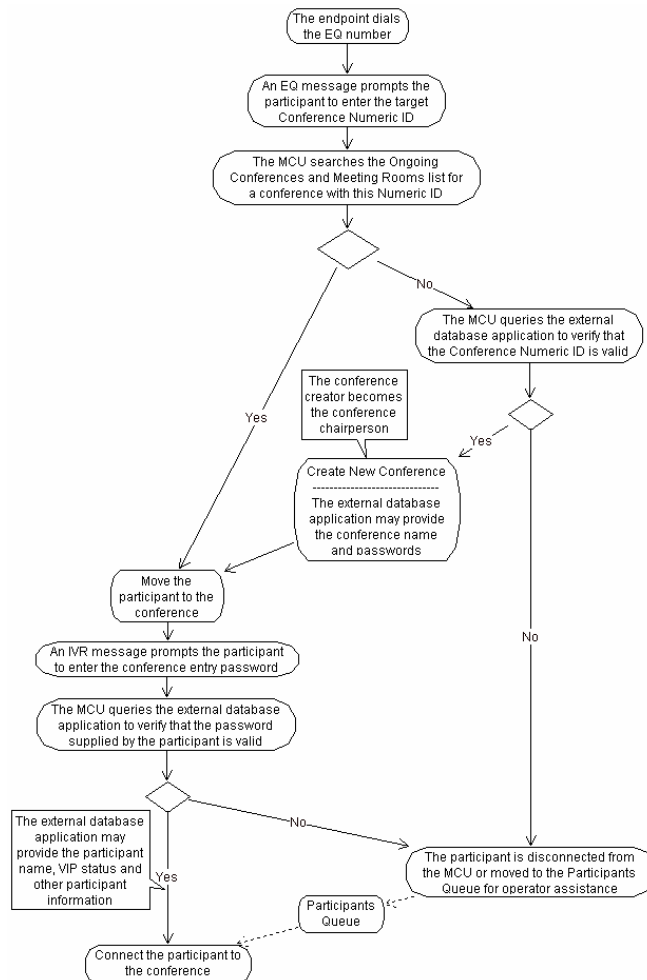 The endpoint dials
the EQ number
An EQ message prompts the
participant to enter the target
Conference Numeric ID
The MCU searches the Ongoing
Conferences and Meeting Rooms list for
a conference with this Numeric ID
No
The MCU queries the external
database application to verify that
the Conference Numeric ID is valid
The conference
creator becomes
the conference
chairperson
Yes
Yes
Create New Conference
-------------------------------
The external database
application may provide
the conference name
and passwords
Move the
participant to the
conference
No
An IVR message prompts the participant
to enter the conference entry password
The MCU queries the external database
application to verify that the password
supplied by the participant is valid
No
The external database
application may
provide the participant
name, VIP status and
other participant
information
Yes
The participant is disconnected from
the MCU or moved to the Participants
Queue for operator assistance
Participants
Queue
Connect the participant to
the conference